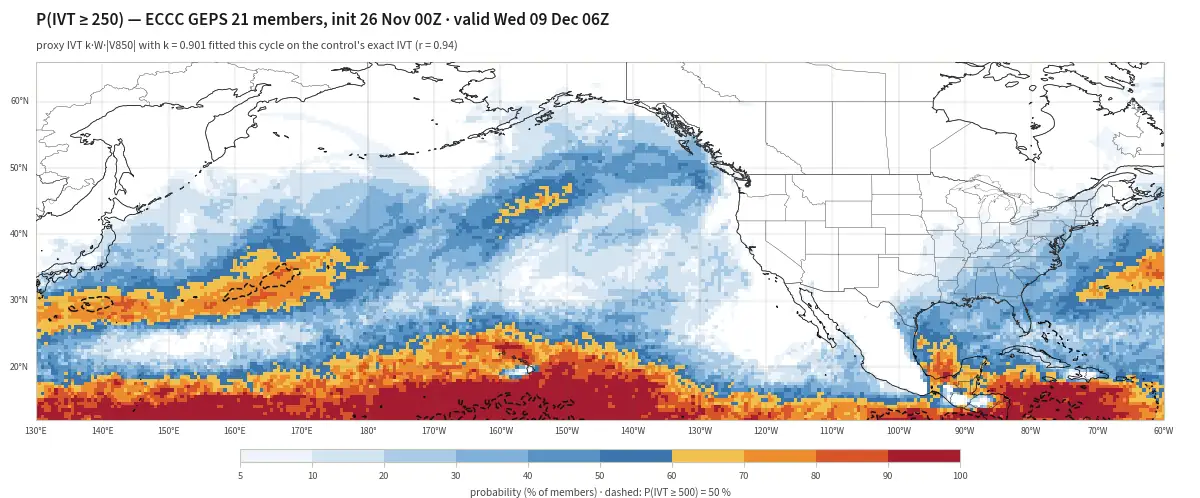 P(IVT ≥ 250) — ECCC GEPS 21 members, init 26 Nov 00Z · valid Wed 09 Dec 06Z
proxy IVT k·W·|V850| with k = 0.901 fitted this cycle on the control's exact IVT (r = 0.94)
60°N
50°N
40°N
30°N
20°N
130°E 140°E 150°E 160°E 170°E 180° 170°W 160°W 150°W 140°W 130°W 120°W 110°W 100°W 90°W 80°W 70°W 60°W
5 10 20 30 40 50 60 70 80 90 100
probability (% of members) · dashed: P(IVT ≥ 500) = 50 %